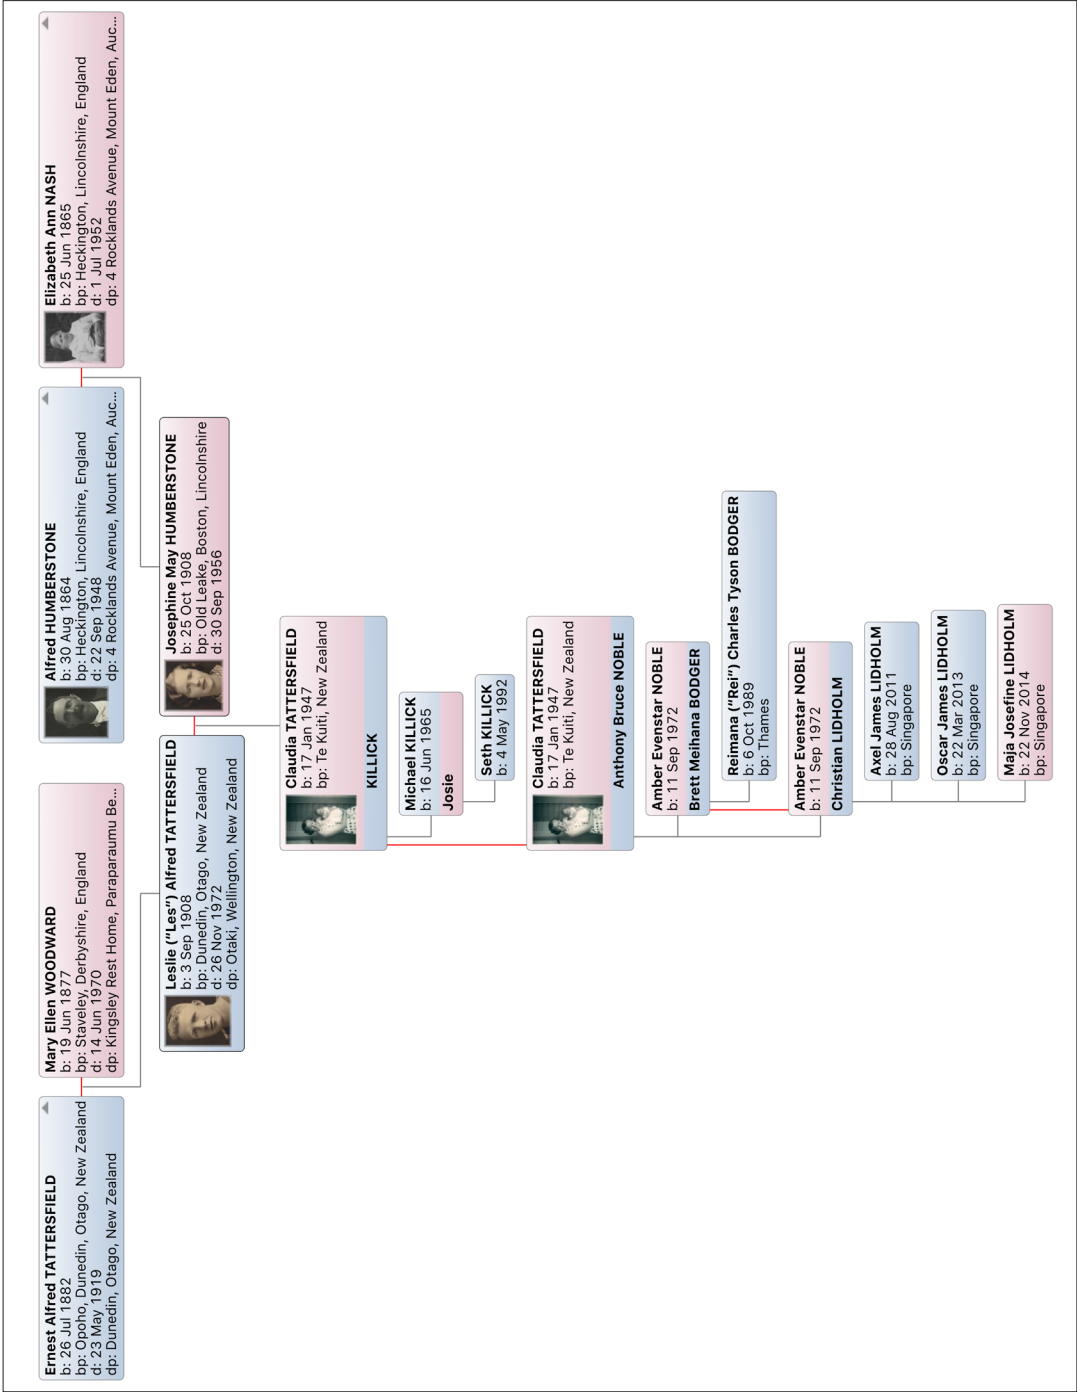 Ernest Alfred TATTERSFIELD
b: 26 Jul 1882
bp: Opoho, Dunedin, Otago, New Zealand
d: 23 May 1919
dp: Dunedin, Otago, New Zealand
Mary Ellen WOODWARD
b: 19 Jun 1877
bp: Staveley, Derbyshire, England
d: 14 Jun 1970
dp: Kingsley Rest Home, Paraparaumu Be...
Alfred HUMBERSTONE
b: 30 Aug 1864
bp: Heckington, Lincolnshire, England
d: 22 Sep 1948
dp: 4 Rocklands Avenue, Mount Eden, Auc...
Elizabeth Ann NASH
b: 25 Jun 1865
bp: Heckington, Lincolnshire, England
d: 1 Jul 1952
dp: 4 Rocklands Avenue, Mount Eden, Auc...
Leslie ("Les") Alfred TATTERSFIELD
b: 3 Sep 1908
bp: Dunedin, Otago, New Zealand
d: 26 Nov 1972
dp: Otaki, Wellington, New Zealand
Josephine May HUMBERSTONE
b: 25 Oct 1908
bp: Old Leake, Boston, Lincolnshire
d: 30 Sep 1956
Claudia TATTERSFIELD
b: 17 Jan 1947
bp: Te Kuiti, New Zealand
KILLICK
Michael KILLICK
b: 16 Jun 1965
Josie
Seth KILLICK
b: 4 May 1992
Claudia TATTERSFIELD
b: 17 Jan 1947
bp: Te Kuiti, New Zealand
Anthony Bruce NOBLE
Amber Evenstar NOBLE
b: 11 Sep 1972
Brett Meihana BODGER
Reimana ("Rei") Charles Tyson BODGER
b: 6 Oct 1989
bp: Thames
Amber Evenstar NOBLE
b: 11 Sep 1972
Christian LIDHOLM
Axel James LIDHOLM
b: 28 Aug 2011
bp: Singapore
Oscar James LIDHOLM
b: 22 Mar 2013
bp: Singapore
Maja Josefine LIDHOLM
b: 22 Nov 2014
bp: Singapore